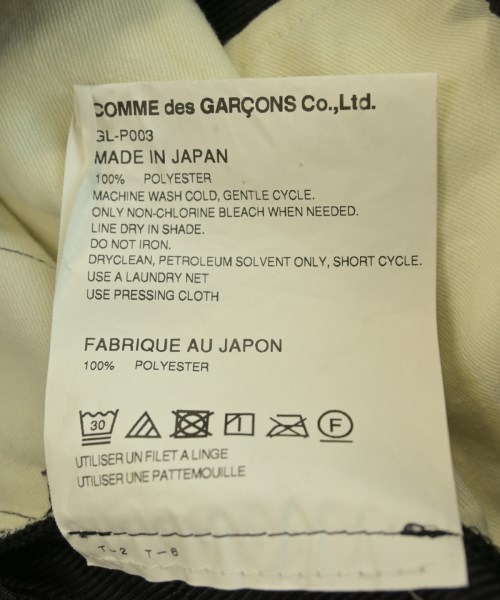 COMME des GARÇONS Co.,Ltd.
GL-P003
MADE IN JAPAN
100% POLYESTER
MACHINE WASH COLD, GENTLE CYCLE.
ONLY NON-CHLORINE BLEACH WHEN NEEDED.
LINE DRY IN SHADE.
DO NOT IRON.
DRYCLEAN, PETROLEUM SOLVENT ONLY, SHORT CYCLE.
USE A LAUNDRY NET
USE PRESSING CLOTH
FABRIQUE AU JAPON
100% POLYESTER
30 F
UTILISER UN FILET A LINGE
UTILISER UNE PATTEMOUILLE
T-2 T-6